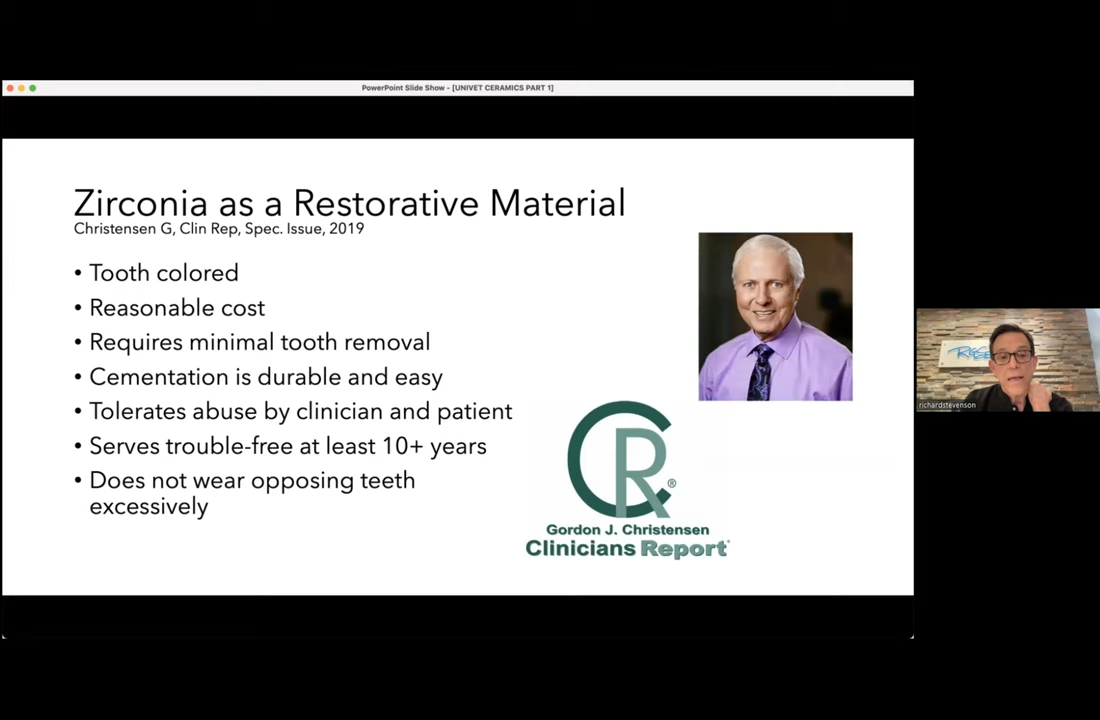 PowerPoint Slide Show - [UNIVET CERAMICS PART 1]
Zirconia as a Restorative Material
Christensen G, Clin Rep, Spec. Issue, 2019
• Tooth colored
• Reasonable cost
• Requires minimal tooth removal
• Cementation is durable and easy
• Tolerates abuse by clinician and patient
• Serves trouble-free at least 10+ years
• Does not wear opposing teeth
excessively
CR®
Gordon J. Christensen
Clinicians Report®
richardstevenson